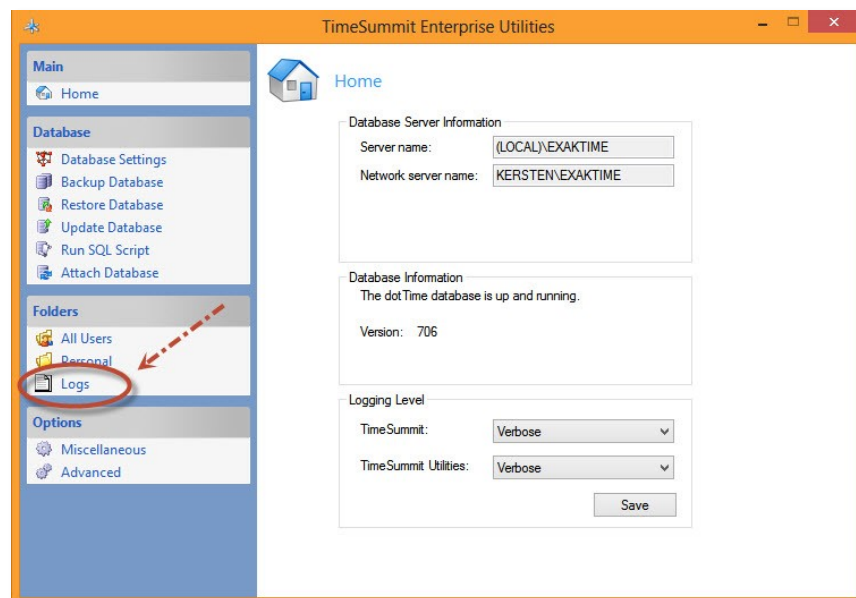 TimeSummit Enterprise Utilities
Main
Home
Database
Database Settings
Backup Database
Restore Database
Update Database
Run SQL Script
Attach Database
Folders
All Users
Personal
Logs
Options
Miscellaneous
Advanced
Home
Database Server Information
Server name: (LOCAL)\EXAKTIME
Network server name: KERSTEN\EXAKTIME
Database Information
The dotTime database is up and running.
Version: 706
Logging Level
TimeSummit: Verbose
TimeSummit Utilities: Verbose
Save